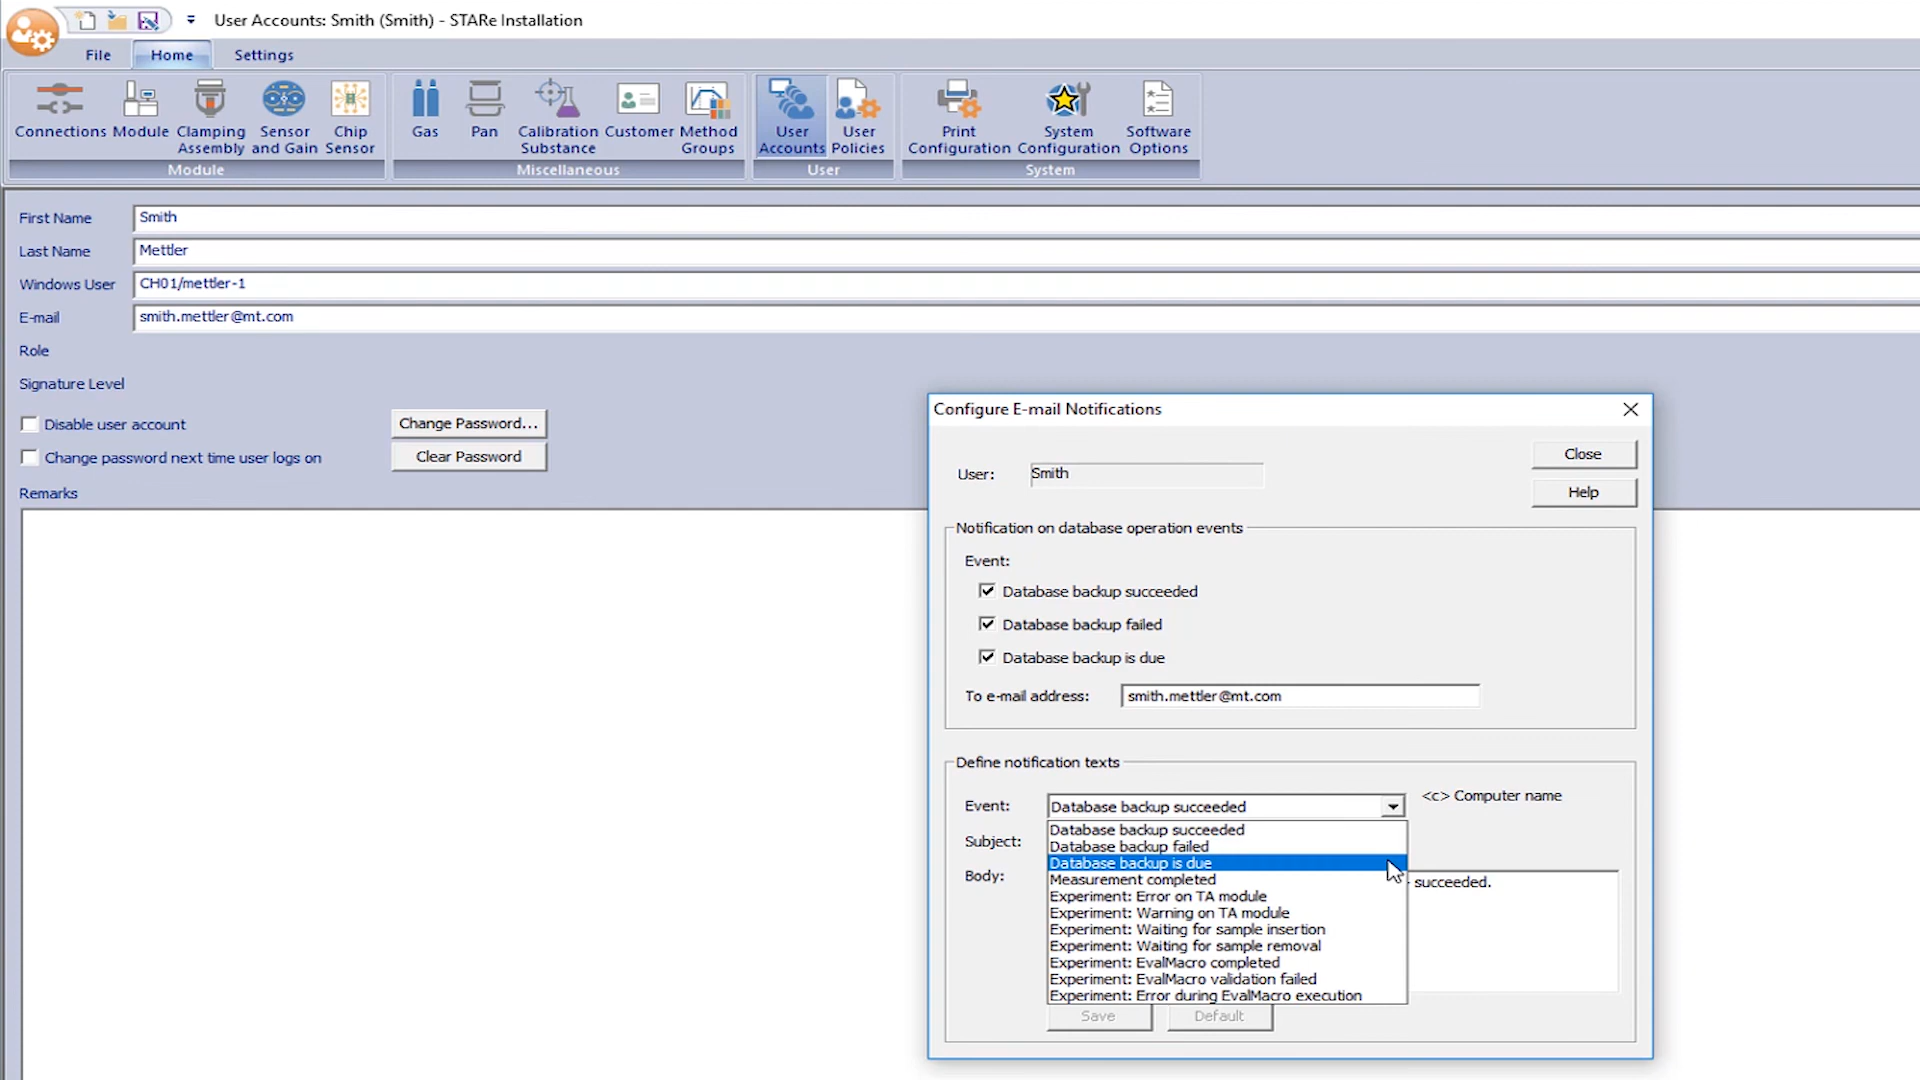 User Accounts: Smith (Smith) - STARe Installation
File Home Settings
Connections Module Clamping Assembly Sensor and Gain Chip Sensor
Module
Gas Pan Calibration Substance Customer Method Groups
Miscellaneous
User Accounts User Policies
User
Print Configuration System Configuration Software Options
System
First Name Smith
Last Name Mettler
Windows User CH01/mettler-1
E-mail smith.mettler@mt.com
Role
Signature Level
Disable user account Change Password...
Change password next time user logs on Clear Password
Remarks
Configure E-mail Notifications
Close
User: Smith
Help
Notification on database operation events
Event:
Database backup succeeded
Database backup failed
Database backup is due
To e-mail address: smith.mettler@mt.com
Define notification texts
Event: Database backup succeeded <c> Computer name
Database backup succeeded
Subject:
Database backup failed
Database backup is due
Body:
Measurement completed
succeeded.
Experiment: Error on TA module
Experiment: Warning on TA module
Experiment: Waiting for sample insertion
Experiment: Waiting for sample removal
Experiment: EvalMacro completed
Experiment: EvalMacro validation failed
Experiment: Error during EvalMacro execution
Save Default